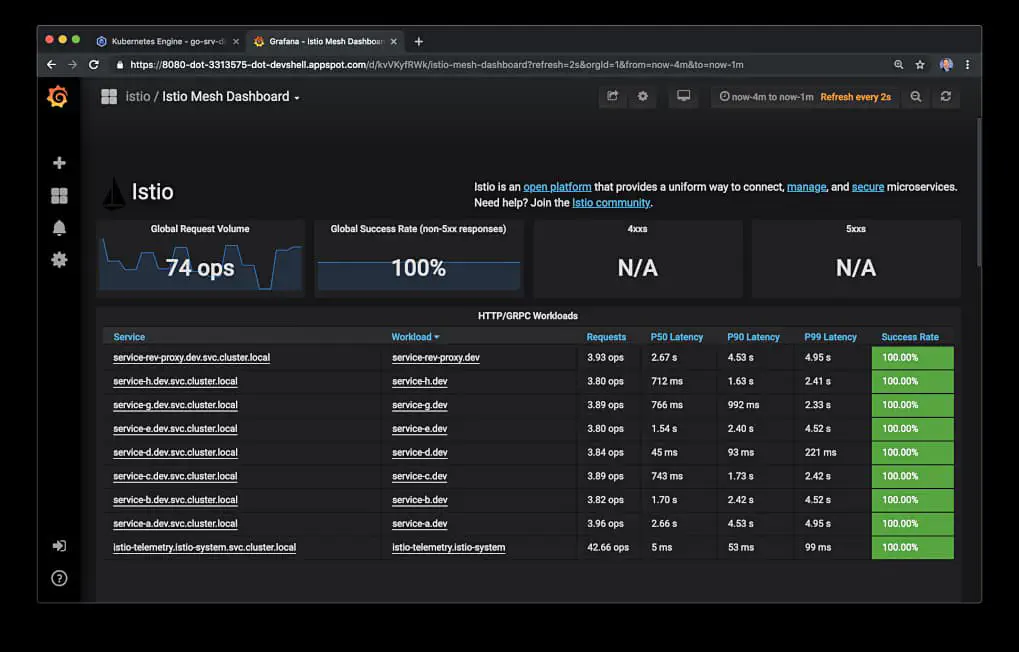 Kubernetes Engine - go-srv-d
Grafana - Istio Mesh Dashboar
https://8080-dot-3313575-dot-devshell.appspot.com/d/kvVKyfRWk/istio-mesh-dashboard?refresh=2s&orgId=1&from=now-4m&to=now-1m
istio / Istio Mesh Dashboard
now-4m to now-1m Refresh every 2s
Istio
Istio is an open platform that provides a uniform way to connect, manage, and secure microservices.
Need help? Join the Istio community.
Global Request Volume
74 ops
Global Success Rate (non-5xx responses)
100%
4xxs
N/A
5xxs
N/A
HTTP/GRPC Workloads
Service Workload Requests P50 Latency P90 Latency P99 Latency Success Rate
service-rev-proxy.dev.svc.cluster.local service-rev-proxy.dev 3.93 ops 2.67 s 4.53 s 4.95 s 100.00%
service-h.dev.svc.cluster.local service-h.dev 3.80 ops 712 ms 1.63 s 2.41 s 100.00%
service-g.dev.svc.cluster.local service-g.dev 3.89 ops 766 ms 992 ms 2.33 s 100.00%
service-e.dev.svc.cluster.local service-e.dev 3.80 ops 1.54 s 2.40 s 4.52 s 100.00%
service-d.dev.svc.cluster.local service-d.dev 3.84 ops 45 ms 93 ms 221 ms 100.00%
service-c.dev.svc.cluster.local service-c.dev 3.89 ops 743 ms 1.73 s 2.42 s 100.00%
service-b.dev.svc.cluster.local service-b.dev 3.82 ops 1.70 s 2.42 s 4.52 s 100.00%
service-a.dev.svc.cluster.local service-a.dev 3.96 ops 2.66 s 4.53 s 4.95 s 100.00%
istio-telemetry.istio-system.svc.cluster.local istio-telemetry.istio-system 42.66 ops 5 ms 53 ms 99 ms 100.00%